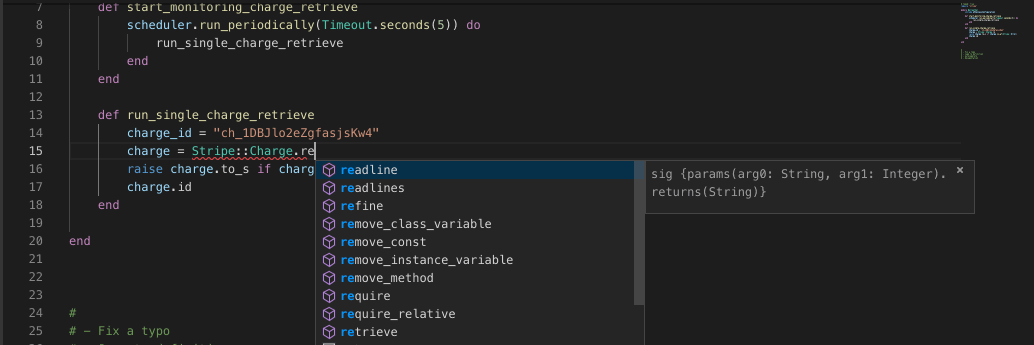 7 def start_monitoring_charge_retrieve
8 scheduler.run_periodically(Timeout.seconds(5)) do
9 run_single_charge_retrieve
10 end
11 end
12
13 def run_single_charge_retrieve
14 charge_id = "ch_1DBJlo2eZgfasjsKw4"
15 charge = Stripe::Charge.re
16 raise charge.to_s if charg
17 charge.id
18 end
19
20 end
21
22
23
24 #
25 # - Fix a typo
readline
readlines
refine
remove_class_variable
remove_const
remove_instance_variable
remove_method
require
require_relative
retrieve
sig {params(arg0: String, arg1: Integer).
returns(String)}
×